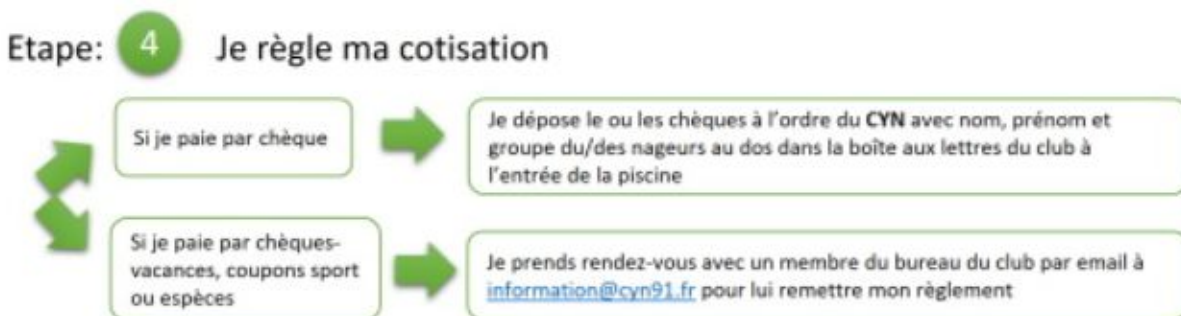 Etape: 4 Je règle ma cotisation
Si je paie par chèque
Je dépose le ou les chèques à l'ordre du CYN avec nom, prénom et
groupe du/des nageurs au dos dans la boîte aux lettres du club à
l'entrée de la piscine
Si je paie par chèques-
vacances, coupons sport
ou espèces
Je prends rendez-vous avec un membre du bureau du club par email à
information@cyn91.fr pour lui remettre mon règlement